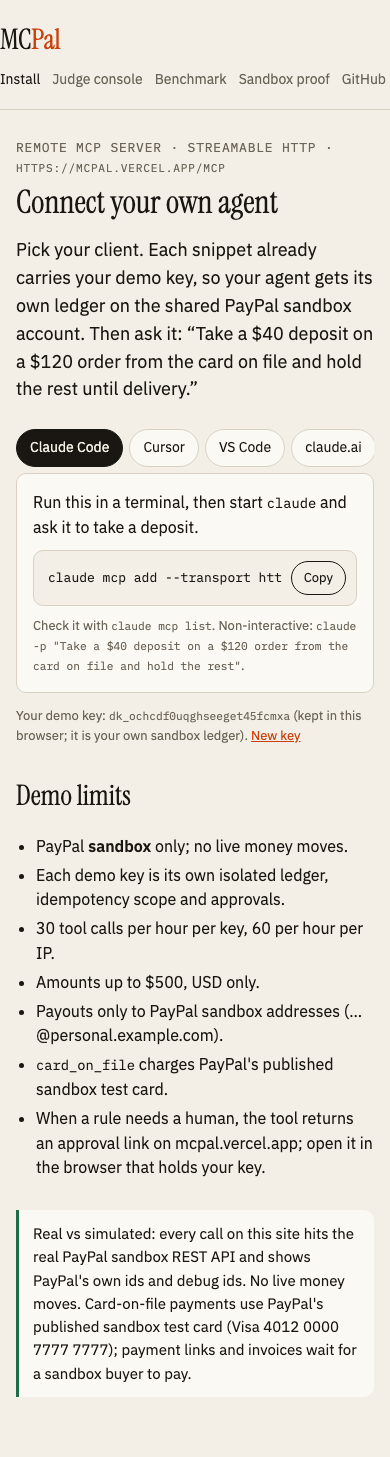 MCPal
Install Judge console Benchmark Sandbox proof GitHub
REMOTE MCP SERVER · STREAMABLE HTTP ·
HTTPS://MCPAL.VERCEL.APP/MCP
Connect your own agent
Pick your client. Each snippet already
carries your demo key, so your agent gets its
own ledger on the shared PayPal sandbox
account. Then ask it: “Take a $40 deposit on
a $120 order from the card on file and hold
the rest until delivery.”
Claude Code Cursor VS Code claude.ai
Run this in a terminal, then start claude and
ask it to take a deposit.
claude mcp add --transport htt Copy
Check it with claude mcp list. Non-interactive: claude
-p "Take a $40 deposit on a $120 order from the
card on file and hold the rest".
Your demo key: dk_ochcdf0uqghseeget45fcmxa (kept in this
browser; it is your own sandbox ledger). New key
Demo limits
• PayPal sandbox only; no live money moves.
• Each demo key is its own isolated ledger,
idempotency scope and approvals.
• 30 tool calls per hour per key, 60 per hour per
IP.
• Amounts up to $500, USD only.
• Payouts only to PayPal sandbox addresses (…
@personal.example.com).
• card_on_file charges PayPal's published
sandbox test card.
• When a rule needs a human, the tool returns
an approval link on mcpal.vercel.app; open it in
the browser that holds your key.
Real vs simulated: every call on this site hits the
real PayPal sandbox REST API and shows
PayPal's own ids and debug ids. No live money
moves. Card-on-file payments use PayPal's
published sandbox test card (Visa 4012 0000
7777 7777); payment links and invoices wait for
a sandbox buyer to pay.